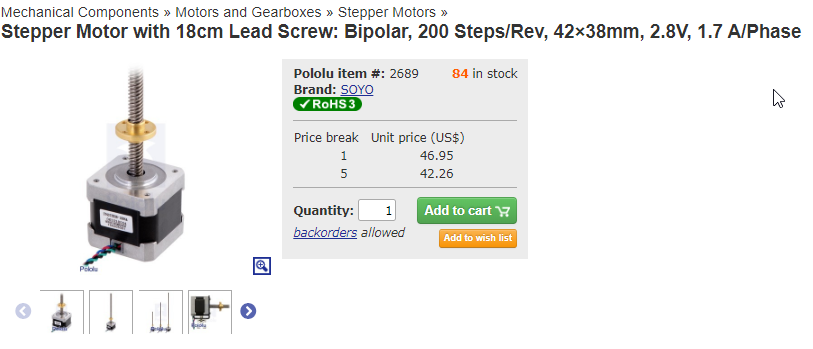 Mechanical Components » Motors and Gearboxes » Stepper Motors »
Stepper Motor with 18cm Lead Screw: Bipolar, 200 Steps/Rev, 42×38mm, 2.8V, 1.7 A/Phase
Pololu item #: 2689 84 in stock
Brand: SOYO
✓ RoHS 3
Price break Unit price (US$)
1 46.95
5 42.26
Quantity: 1 Add to cart
backorders allowed Add to wish list
Pololu